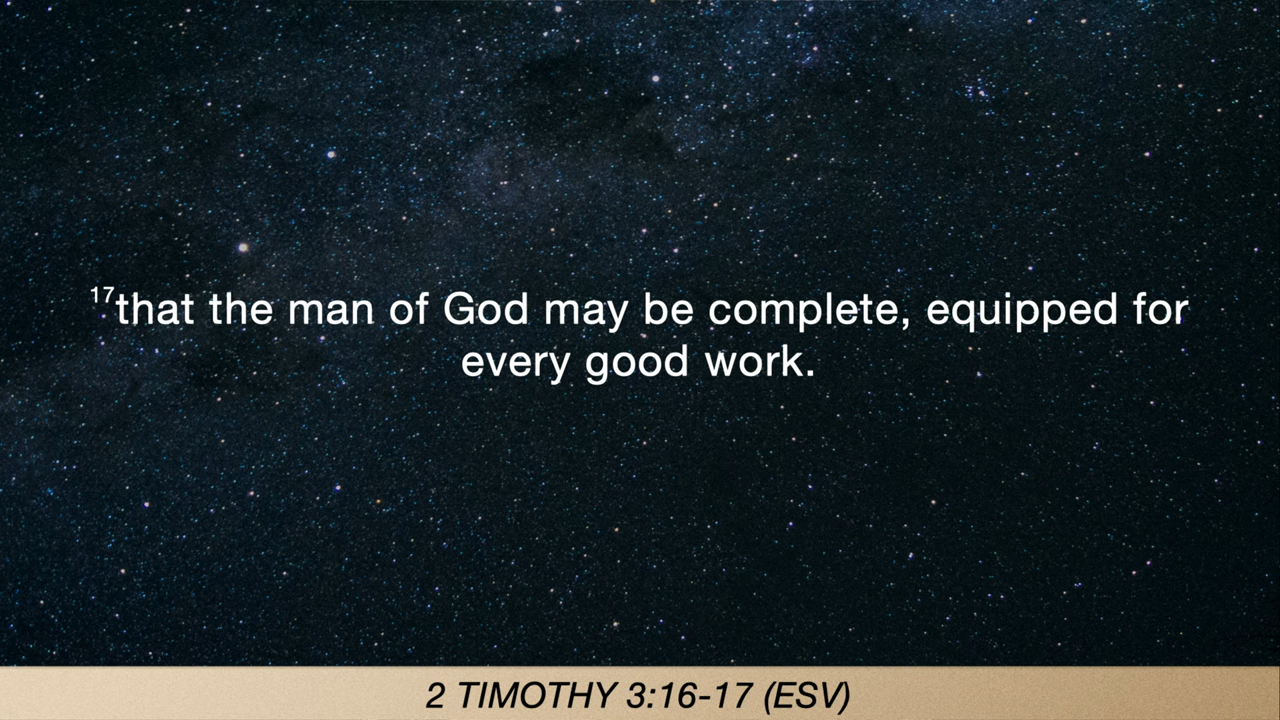 17that the man of God may be complete, equipped for
every good work.
2 TIMOTHY 3:16-17 (ESV)